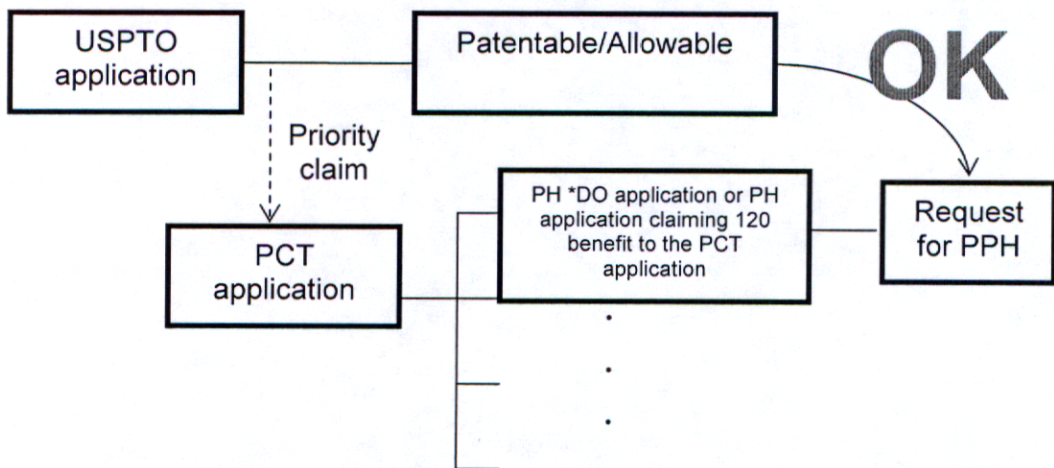 USPTO
application
Patentable/Allowable
OK
Priority
claim
PH *DO application or PH
application claiming 120
benefit to the PCT
application
Request
for PPH
PCT
application